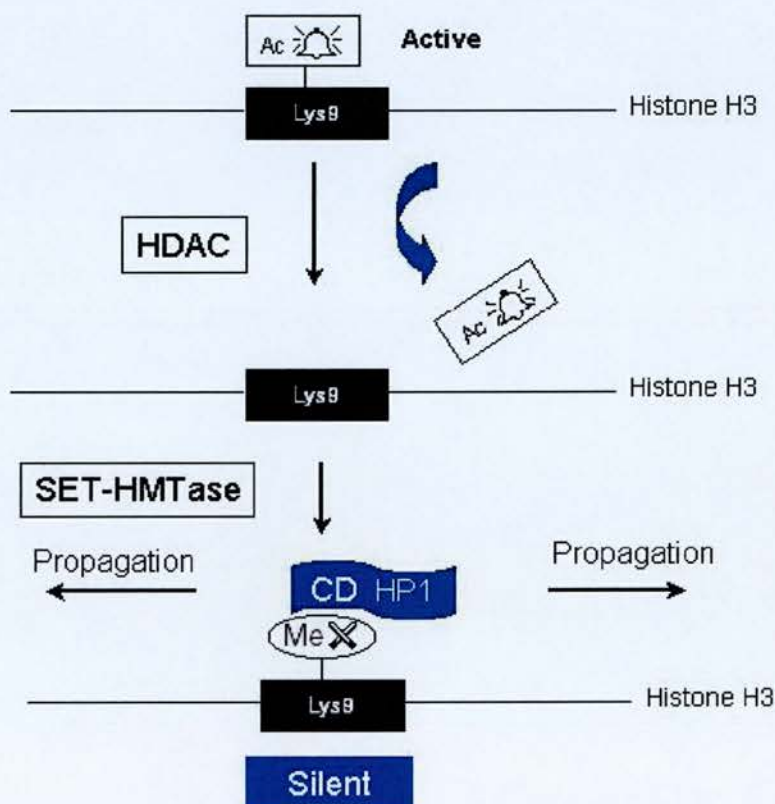 Ac Active
Lys9 Histone H3
HDAC
Ac
Lys9 Histone H3
SET-HMTase
Propagation Propagation
CD HP1
Me
Lys9 Histone H3
Silent